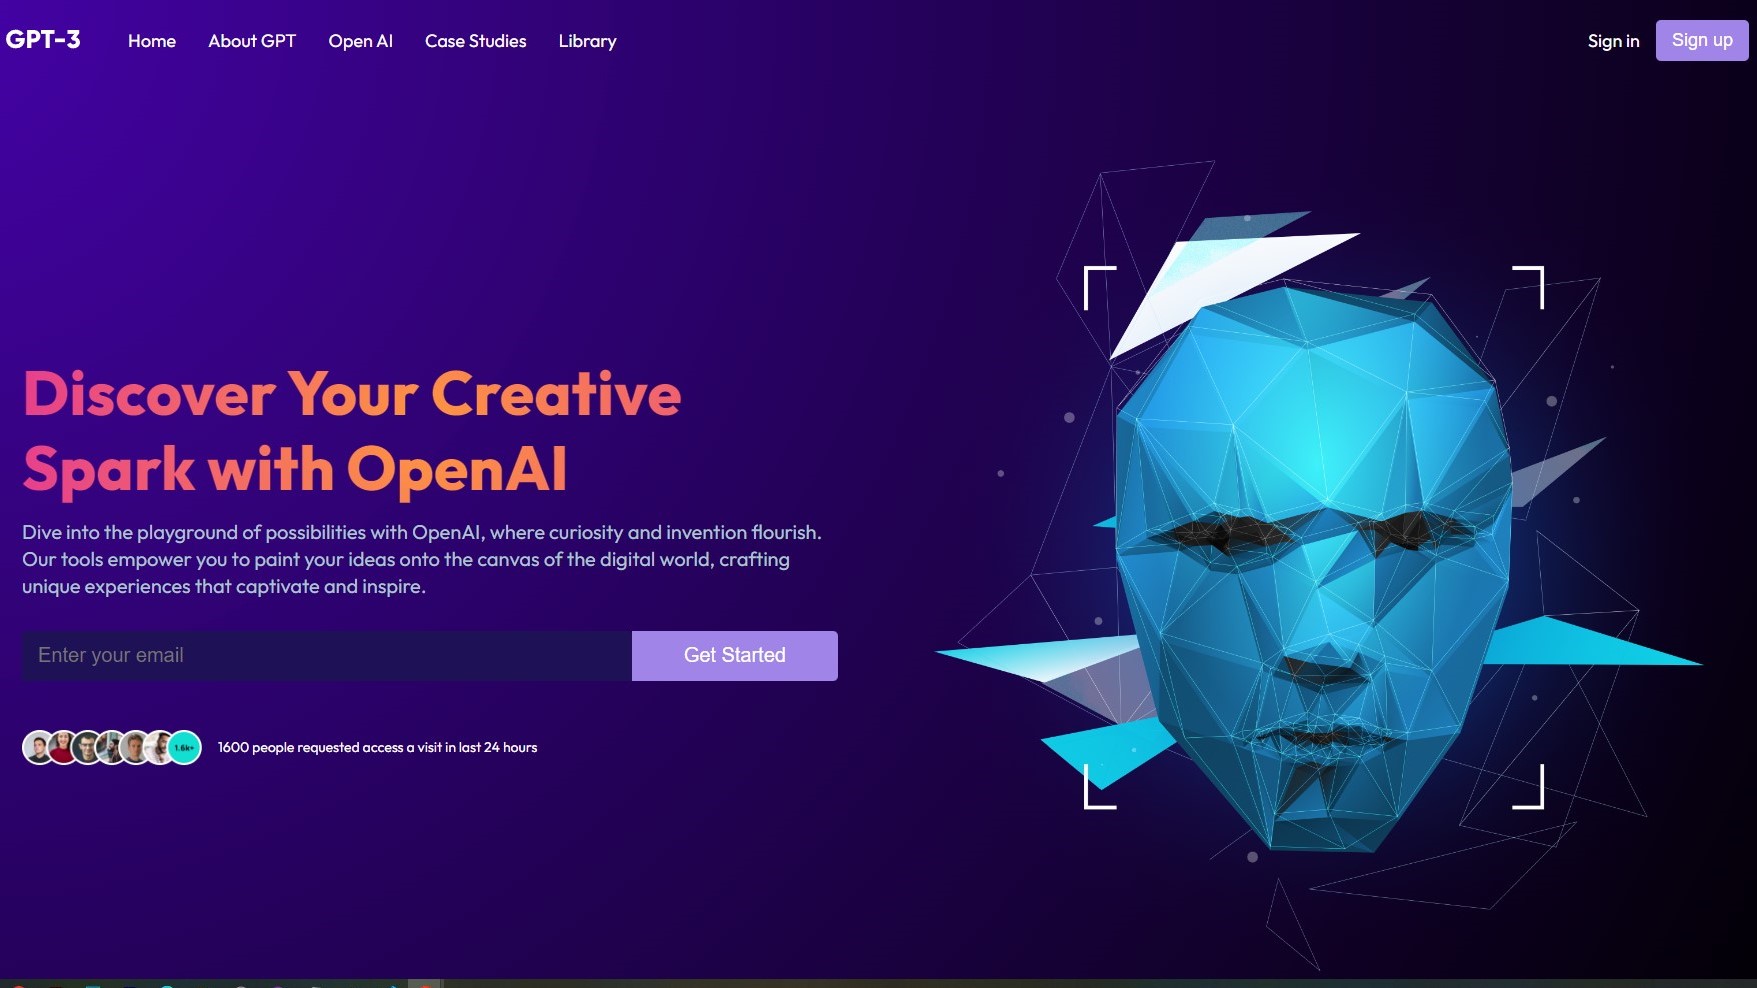 GPT-3
Home About GPT Open AI Case Studies Library
Sign in Sign up
Discover Your Creative
Spark with OpenAI
Dive into the playground of possibilities with OpenAI, where curiosity and invention flourish.
Our tools empower you to paint your ideas onto the canvas of the digital world, crafting
unique experiences that captivate and inspire.
Enter your email Get Started
1.6k+ 1600 people requested access a visit in last 24 hours